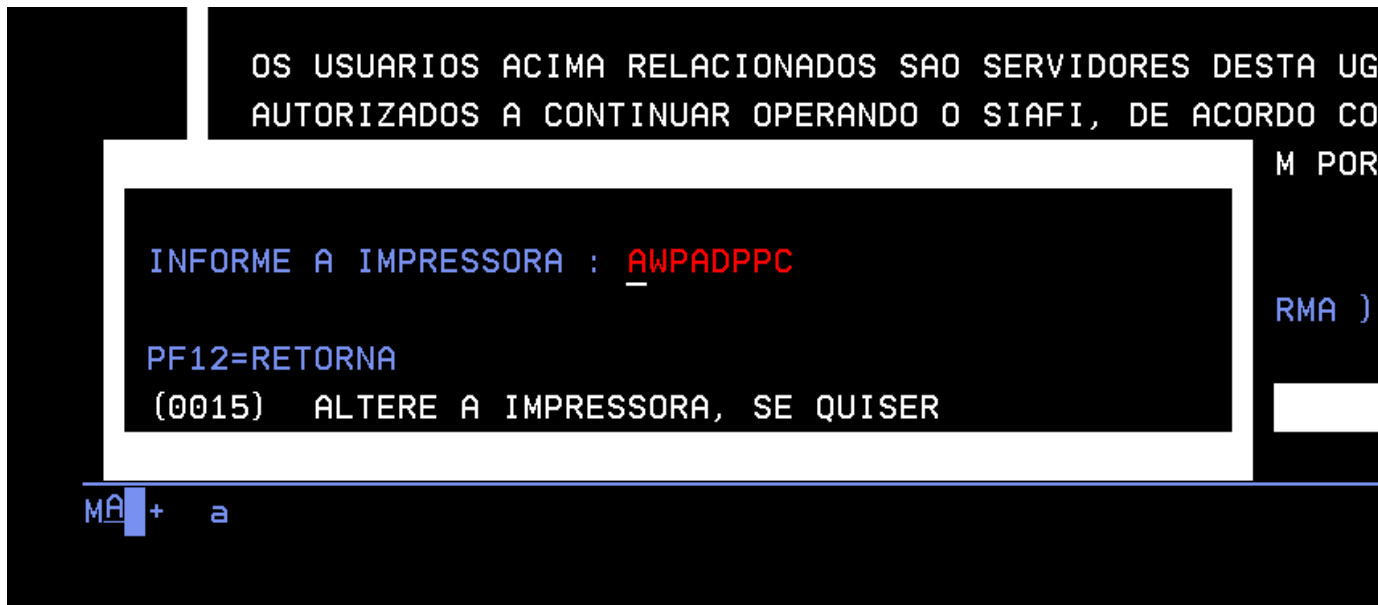 OS USUARIOS ACIMA RELACIONADOS SAO SERVIDORES DESTA UG
AUTORIZADOS A CONTINUAR OPERANDO O SIAFI, DE ACORDO CO
M POR
INFORME A IMPRESSORA : AWPADPPC
RMA )
PF12=RETORNA
(0015) ALTERE A IMPRESSORA, SE QUISER
MA + a